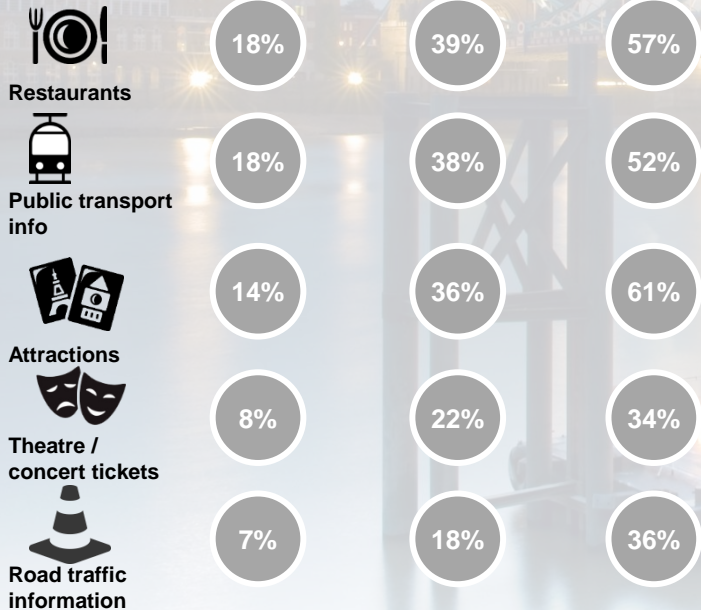 18% 39% 57%
Restaurants
18% 38% 52%
Public transport
info
14% 36% 61%
Attractions
8% 22% 34%
Theatre /
concert tickets
7% 18% 36%
Road traffic
information